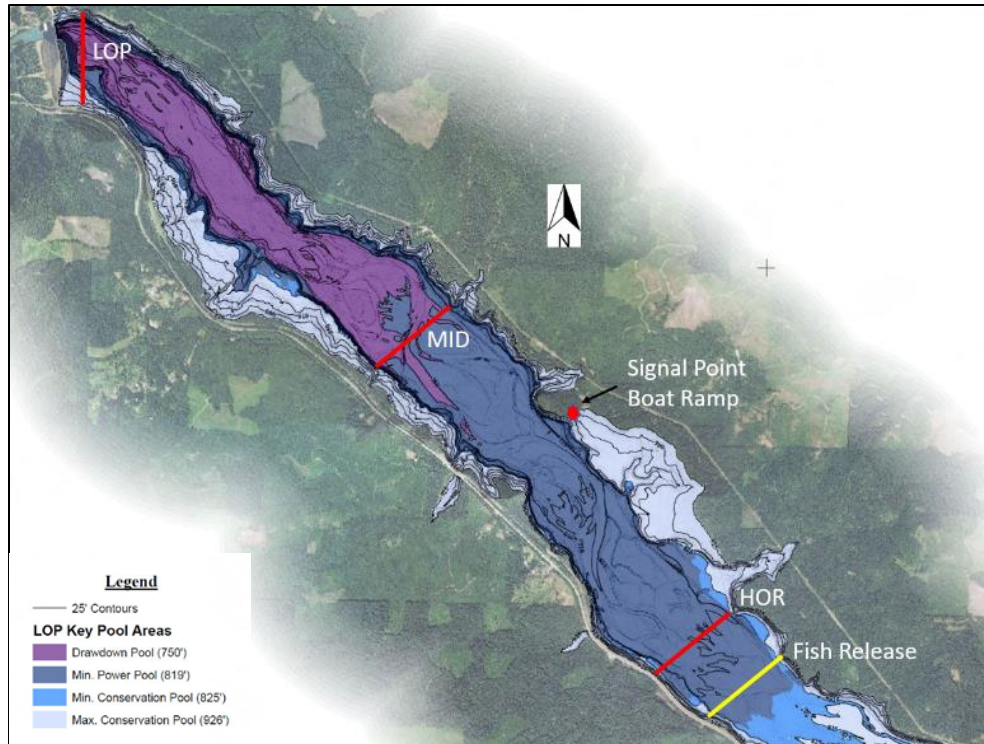 LOP
N
MID
Signal Point
Boat Ramp
HOR
Fish Release
Legend
25' Contours
LOP Key Pool Areas
Drawdown Pool (750')
Min. Power Pool (819')
Min. Conservation Pool (825')
Max. Conservation Pool (926')